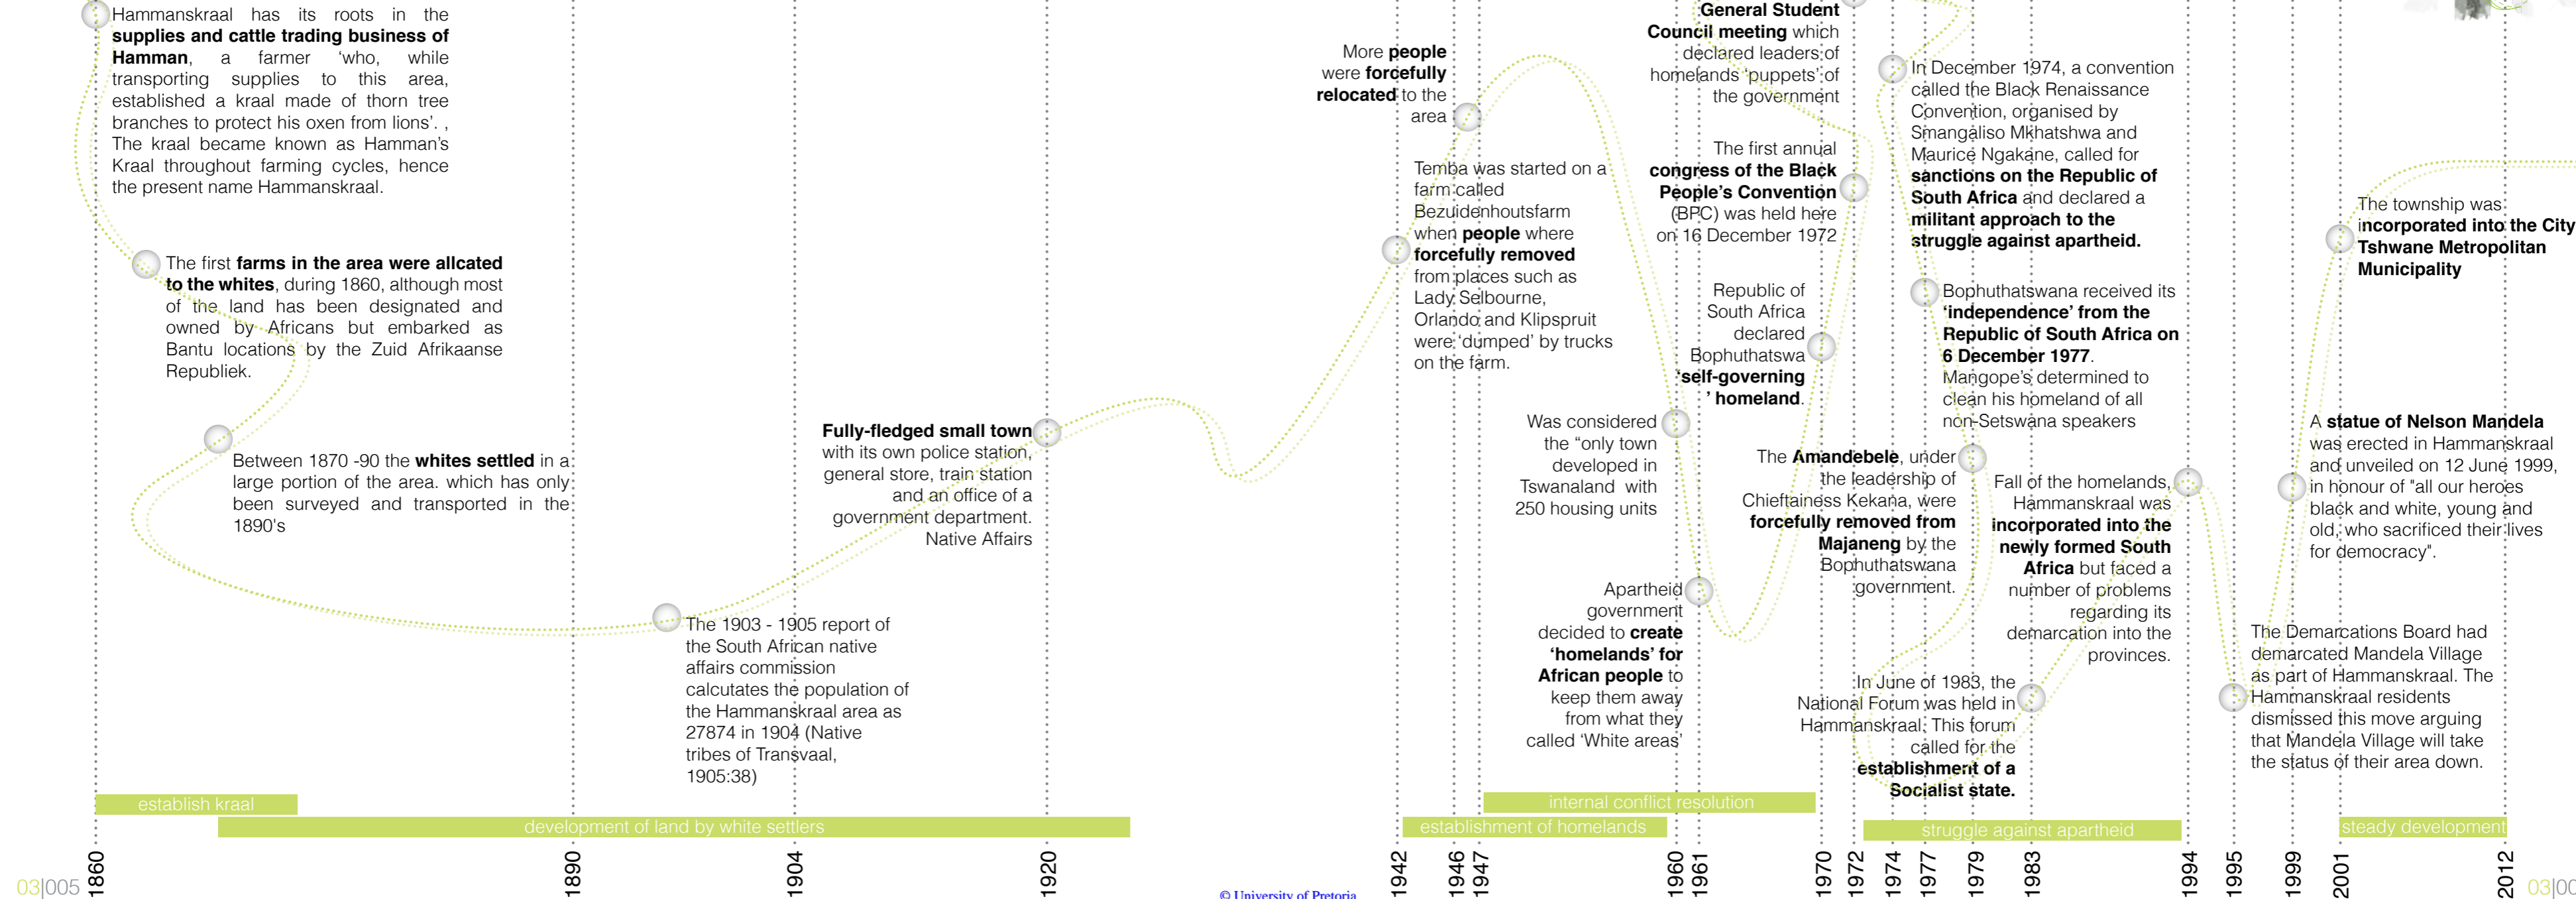 Hammanskraal has its roots in the
supplies and cattle trading business of
Hamman, a farmer ‘who, while
transporting supplies to this area,
established a kraal made of thorn tree
branches to protect his oxen from lions’. ,
The kraal became known as Hamman’s
Kraal throughout farming cycles, hence
the present name Hammanskraal.
The first farms in the area were allcated
to the whites, during 1860, although most
of the land has been designated and
owned by Africans but embarked as
Bantu locations by the Zuid Afrikaanse
Republiek.
Between 1870 -90 the whites settled in a
large portion of the area. which has only
been surveyed and transported in the
1890's
The 1903 - 1905 report of
the South African native
affairs commission
calcutates the population of
the Hammanskraal area as
27874 in 1904 (Native
tribes of Transvaal,
1905:38)
Fully-fledged small town
with its own police station,
general store, train station
and an office of a
government department.
Native Affairs
More people
were forcefully
relocated to the
area
Temba was started on a
farm called
Bezuidenhoutsfarm
when people where
forcefully removed
from places such as
Lady Selbourne,
Orlando and Klipspruit
were ‘dumped’ by trucks
on the farm.
Was considered
the “only town
developed in
Tswanaland with
250 housing units
Apartheid
government
decided to create
‘homelands’ for
African people to
keep them away
from what they
called ‘White areas’
General Student
Council meeting which
declared leaders of
homelands ‘puppets’ of
the government
The first annual
congress of the Black
People’s Convention
(BPC) was held here
on 16 December 1972
Republic of
South Africa
declared
Bophuthatswa
‘self-governing
’ homeland.
In December 1974, a convention
called the Black Renaissance
Convention, organised by
Smangaliso Mkhatshwa and
Maurice Ngakane, called for
sanctions on the Republic of
South Africa and declared a
militant approach to the
struggle against apartheid.
Bophuthatswana received its
‘independence’ from the
Republic of South Africa on
6 December 1977.
Mangope’s determined to
clean his homeland of all
non-Setswana speakers
The Amandebele, under
the leadership of
Chieftainess Kekana, were
forcefully removed from
Majaneng by the
Bophuthatswana
government.
In June of 1983, the
National Forum was held in
Hammanskraal. This forum
called for the
establishment of a
Socialist state.
Fall of the homelands,
Hammanskraal was
incorporated into the
newly formed South
Africa but faced a
number of problems
regarding its
demarcation into the
provinces.
The township was
incorporated into the City
Tshwane Metropolitan
Municipality
A statue of Nelson Mandela
was erected in Hammanskraal
and unveiled on 12 June 1999,
in honour of "all our heroes
black and white, young and
old, who sacrificed their lives
for democracy".
The Demarcations Board had
demarcated Mandela Village
as part of Hammanskraal. The
Hammanskraal residents
dismissed this move arguing
that Mandela Village will take
the status of their area down.
establish kraal
development of land by white settlers
internal conflict resolution
establishment of homelands
struggle against apartheid
steady development
1860
1890
1904
1920
1942
1946
1947
1960
1961
1970
1972
1974
1977
1979
1983
1994
1995
1999
2001
2012
03|005
© University of Pretoria
03|00